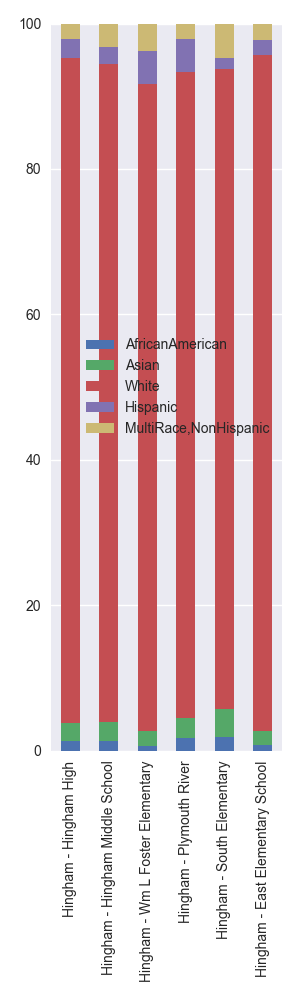 100
80
60
40
20
0
AfricanAmerican
Asian
White
Hispanic
MultiRace,NonHispanic
Hingham - Hingham High
Hingham - Hingham Middle School
Hingham - Wm L Foster Elementary
Hingham - Plymouth River
Hingham - South Elementary
Hingham - East Elementary School